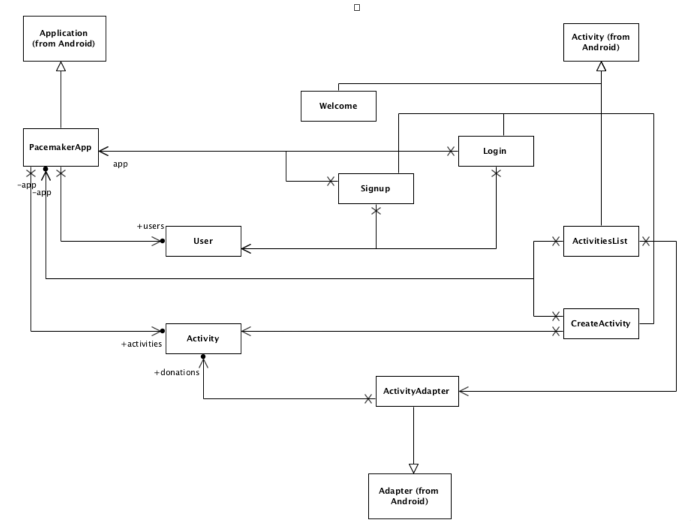 Application
(from Android)
Activity (from
Android)
Welcome
PacemakerApp
Login
app
Signup
-app
-app
+users
User
ActivitiesList
CreateActivity
Activity
+activities
+donations
ActivityAdapter
Adapter (from
Android)